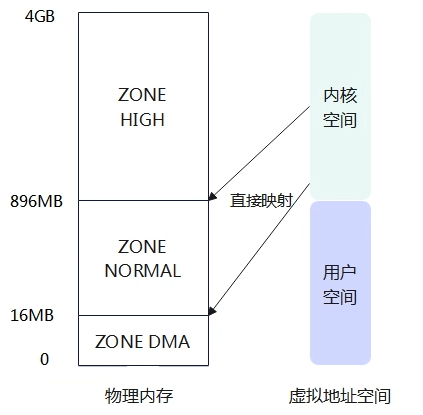 4GB
ZONE
HIGH
内核
空间
896MB
直接映射
ZONE
NORMAL
用户
空间
16MB
ZONE DMA
0
物理内存
虚拟地址空间